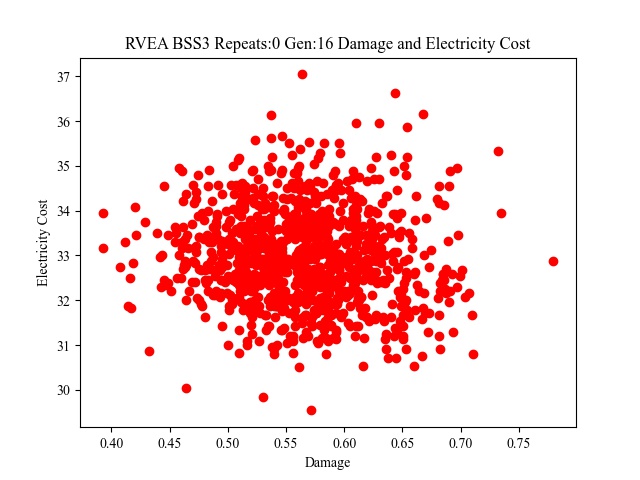 RVEA BSS3 Repeats:0 Gen:16 Damage and Electricity Cost
37
36
35
34
33
32
31
30
Electricity Cost
0.40 0.45 0.50 0.55 0.60 0.65 0.70 0.75
Damage